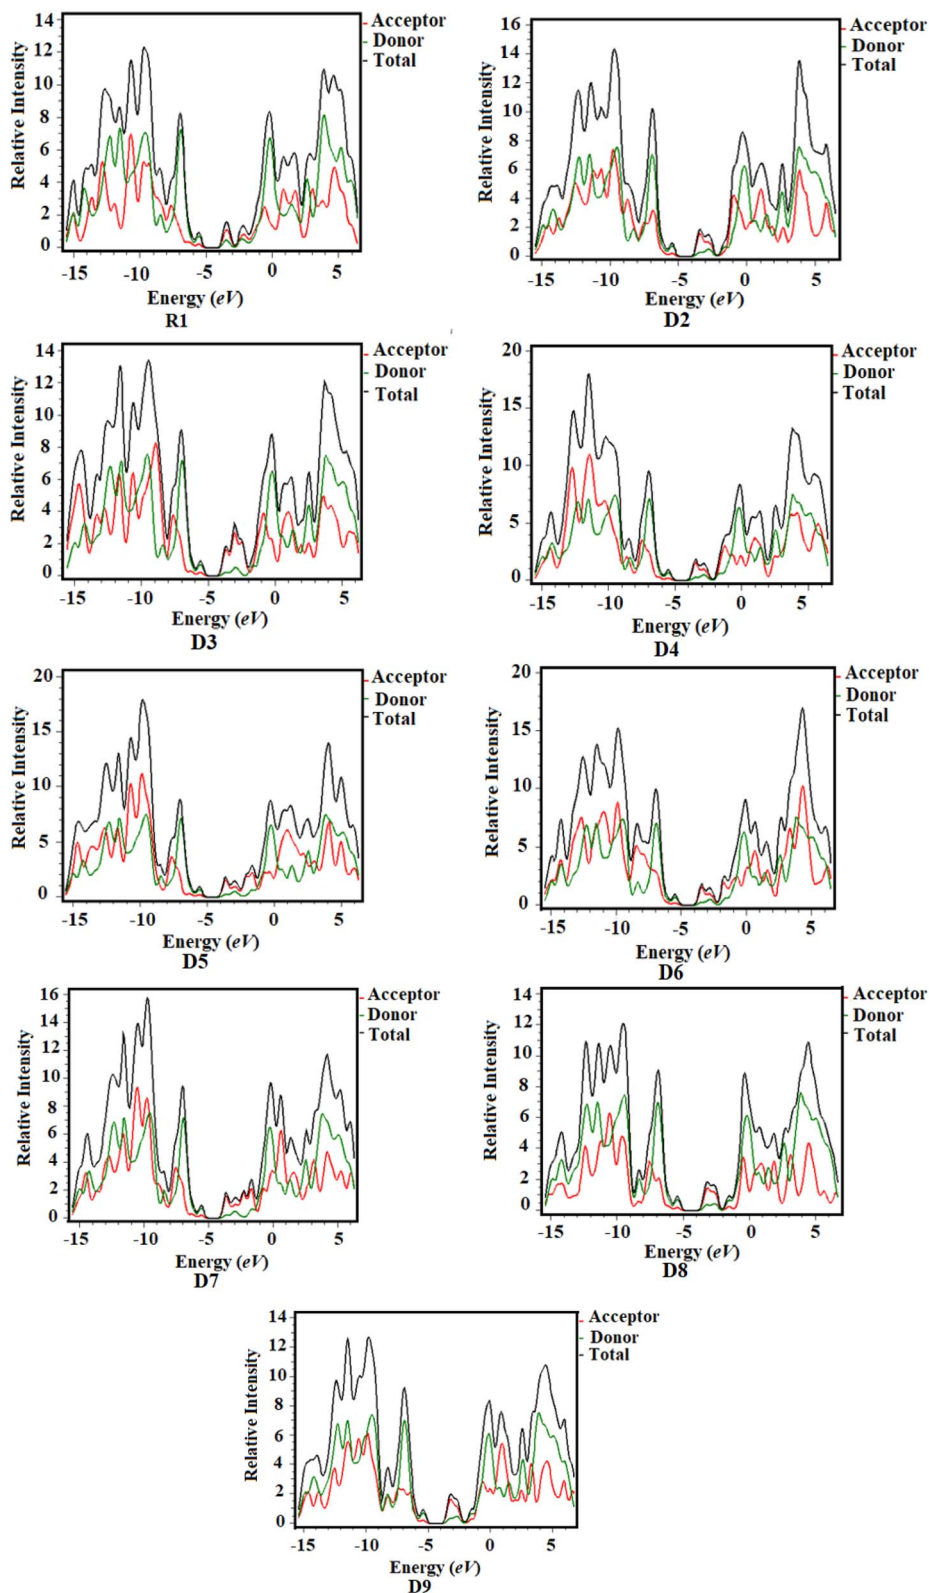 14
12
10
8
6
4
2
0
Relative Intensity
-15 -10 -5 0 5
Energy (eV)
R1
Acceptor
Donor
Total
16
14
12
10
8
6
4
2
0
Relative Intensity
-15 -10 -5 0 5
Energy (eV)
D2
Acceptor
Donor
Total
14
12
10
8
6
4
2
0
Relative Intensity
-15 -10 -5 0 5
Energy (eV)
D3
Acceptor
Donor
Total
20
15
10
5
0
Relative Intensity
-15 -10 -5 0 5
Energy (eV)
D4
Acceptor
Donor
Total
20
15
10
5
0
Relative Intensity
-15 -10 -5 0 5
Energy (eV)
D5
Acceptor
Donor
Total
20
15
10
5
0
Relative Intensity
-15 -10 -5 0 5
Energy (eV)
D6
Acceptor
Donor
Total
16
14
12
10
8
6
4
2
0
Relative Intensity
-15 -10 -5 0 5
Energy (eV)
D7
Acceptor
Donor
Total
14
12
10
8
6
4
2
0
Relative Intensity
-15 -10 -5 0 5
Energy (eV)
D8
Acceptor
Donor
Total
14
12
10
8
6
4
2
0
Relative Intensity
-15 -10 -5 0 5
Energy (eV)
D9
Acceptor
Donor
Total